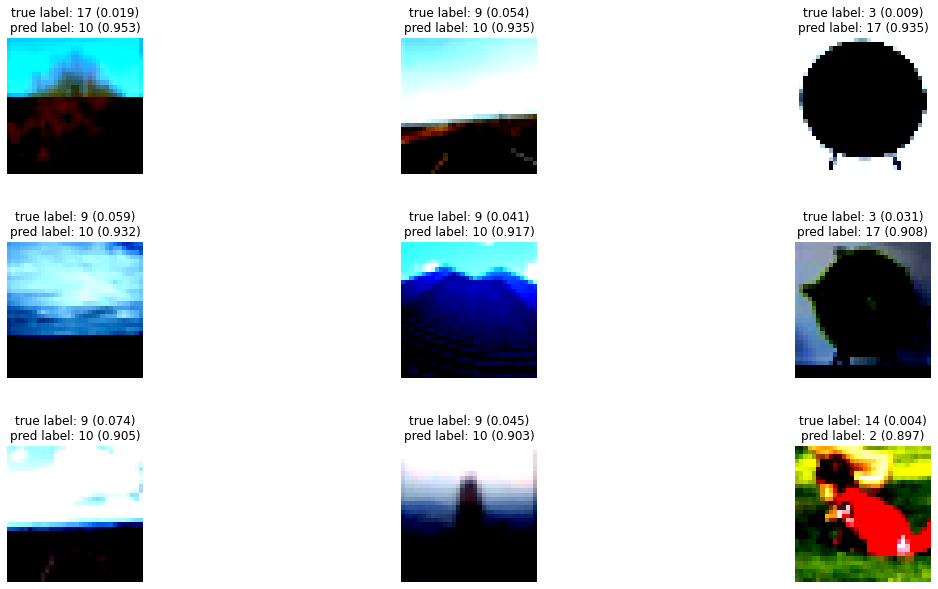 true label: 17 (0.019)
pred label: 10 (0.953)
true label: 9 (0.054)
pred label: 10 (0.935)
true label: 3 (0.009)
pred label: 17 (0.935)
true label: 9 (0.059)
pred label: 10 (0.932)
true label: 9 (0.041)
pred label: 10 (0.917)
true label: 3 (0.031)
pred label: 17 (0.908)
true label: 9 (0.074)
pred label: 10 (0.905)
true label: 9 (0.045)
pred label: 10 (0.903)
true label: 14 (0.004)
pred label: 2 (0.897)